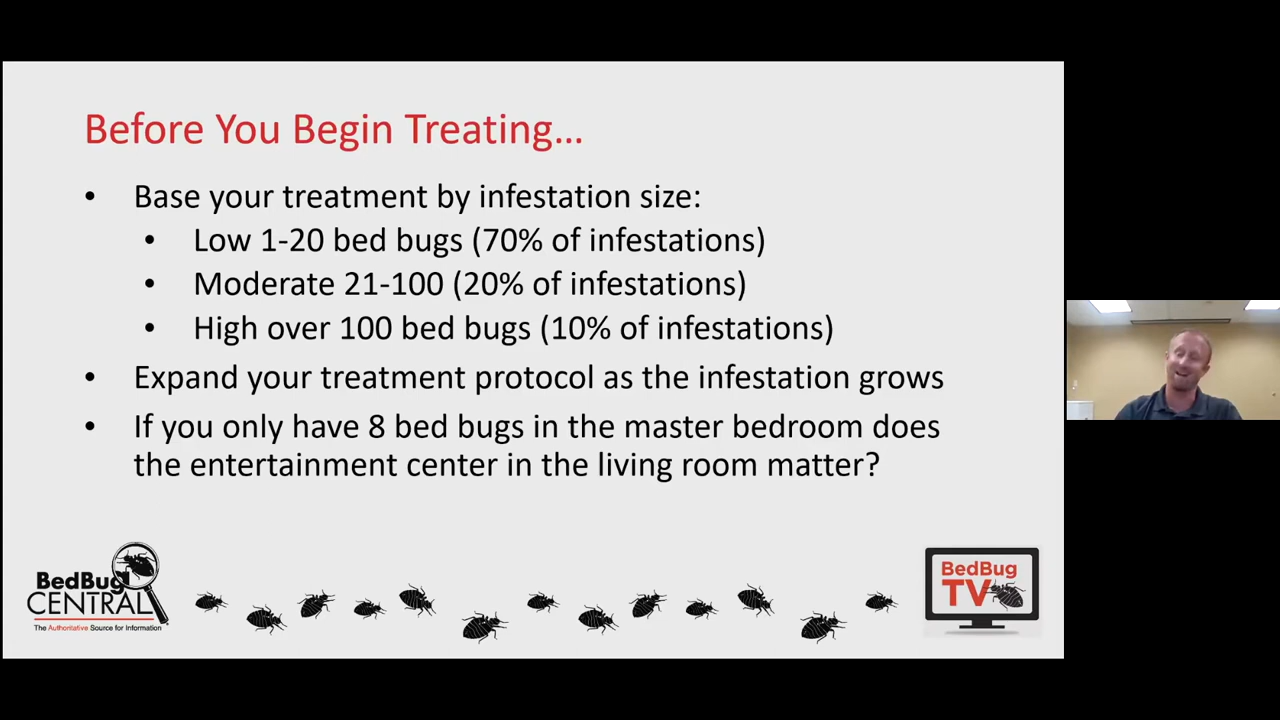 Before You Begin Treating...
• Base your treatment by infestation size:
• Low 1-20 bed bugs (70% of infestations)
• Moderate 21-100 (20% of infestations)
• High over 100 bed bugs (10% of infestations)
• Expand your treatment protocol as the infestation grows
• If you only have 8 bed bugs in the master bedroom does
the entertainment center in the living room matter?
BedBug
CENTRAL
The Authoritative Source for Information
BedBug
TV